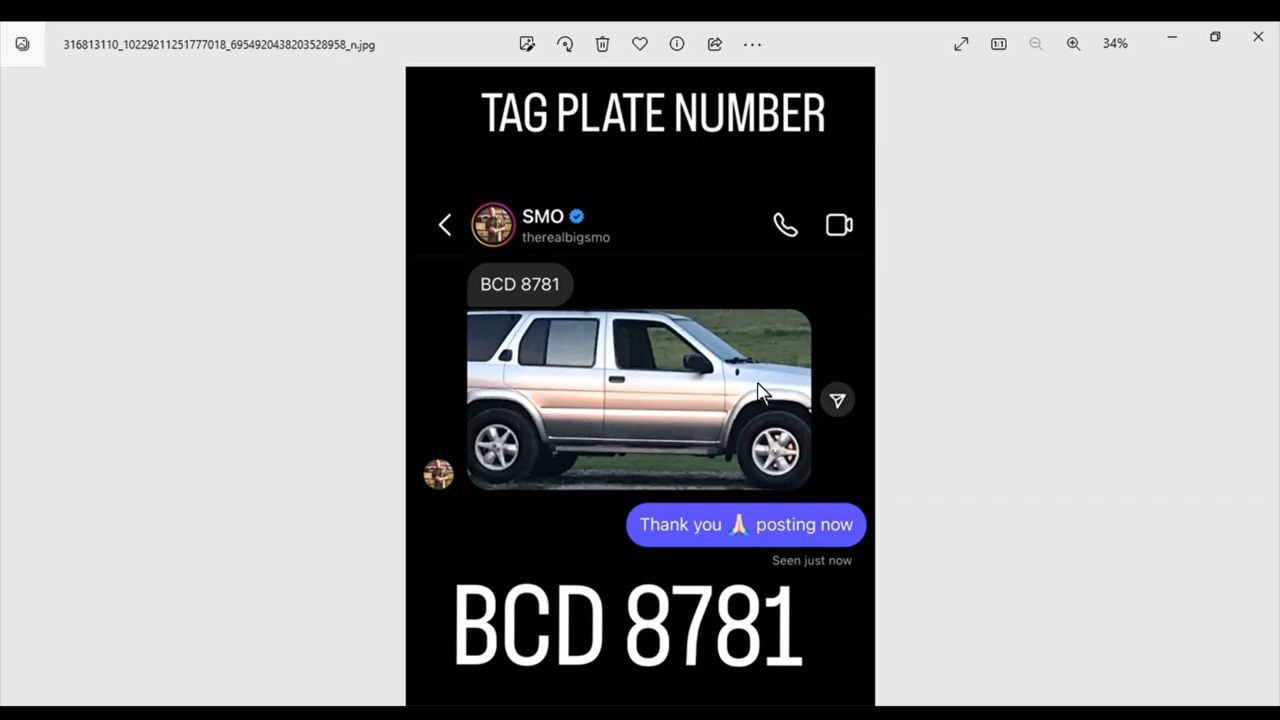 316813110_10229211251777018_6954920438203528958_n.jpg
34%
TAG PLATE NUMBER
SMO
therealbigsmo
BCD 8781
Thank you 🙏🏻 posting now
Seen just now
BCD 8781